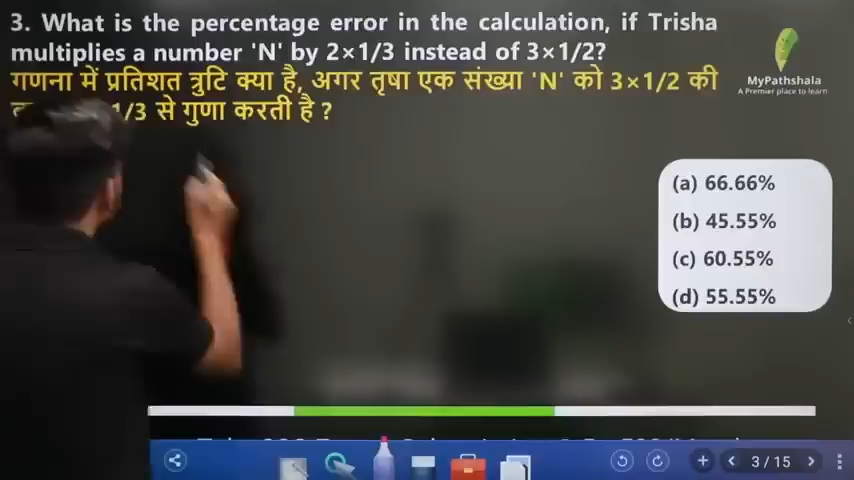 3. What is the percentage error in the calculation, if Trisha
multiplies a number 'N' by 2×1/3 instead of 3×1/2?
गणना में प्रतिशत त्रुटि क्या है, अगर तृषा एक संख्या 'N' को 3×1/2 की
1/3 से गुणा करती है ?
MyPathshala
A Premier place to learn
(a) 66.66%
(b) 45.55%
(c) 60.55%
(d) 55.55%
3 / 15